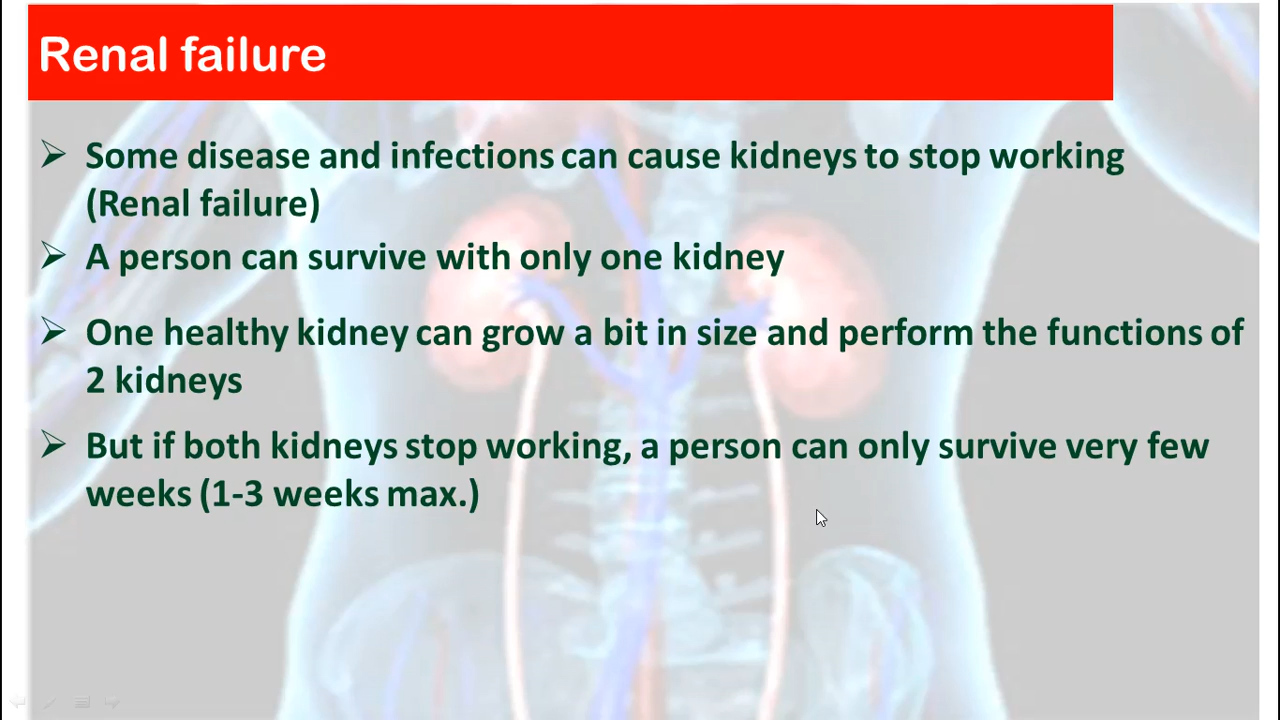 Renal failure
Some disease and infections can cause kidneys to stop working
(Renal failure)
A person can survive with only one kidney
One healthy kidney can grow a bit in size and perform the functions of
2 kidneys
But if both kidneys stop working, a person can only survive very few
weeks (1-3 weeks max.)